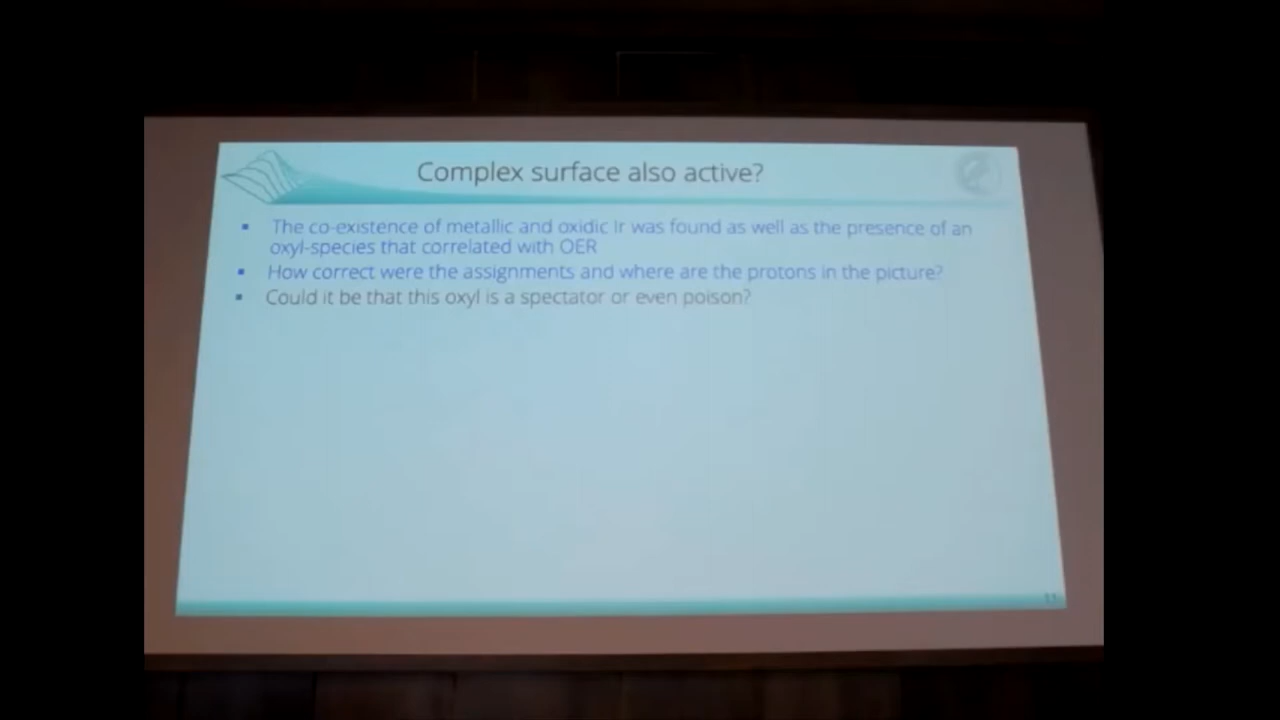 Complex surface also active?
The co-existence of metallic and oxidic Ir was found as well as the presence of an
oxyl-species that correlated with OER
How correct were the assignments and where are the protons in the picture?
Could it be that this oxyl is a spectator or even poison?